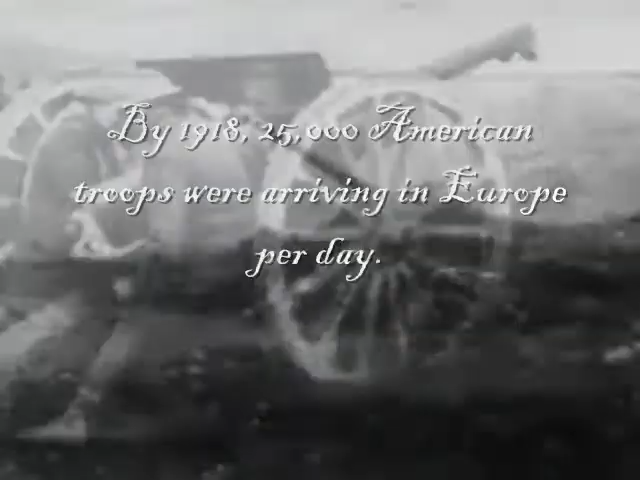 By 1918, 25,000 American
troops were arriving in Europe
per day.